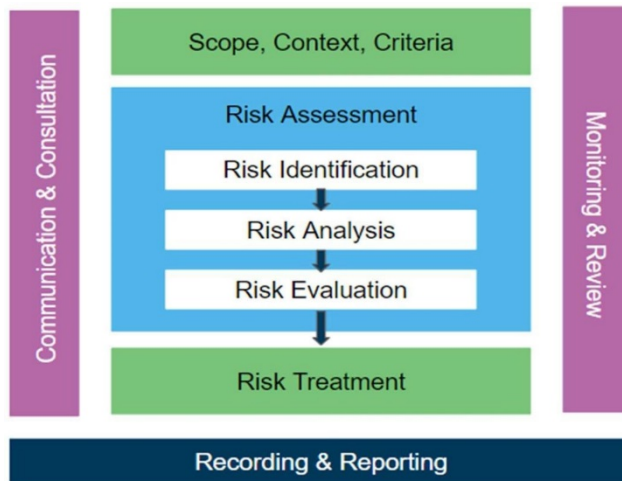 Communication & Consultation
Scope, Context, Criteria
Risk Assessment
Risk Identification
Risk Analysis
Risk Evaluation
Risk Treatment
Monitoring & Review
Recording & Reporting